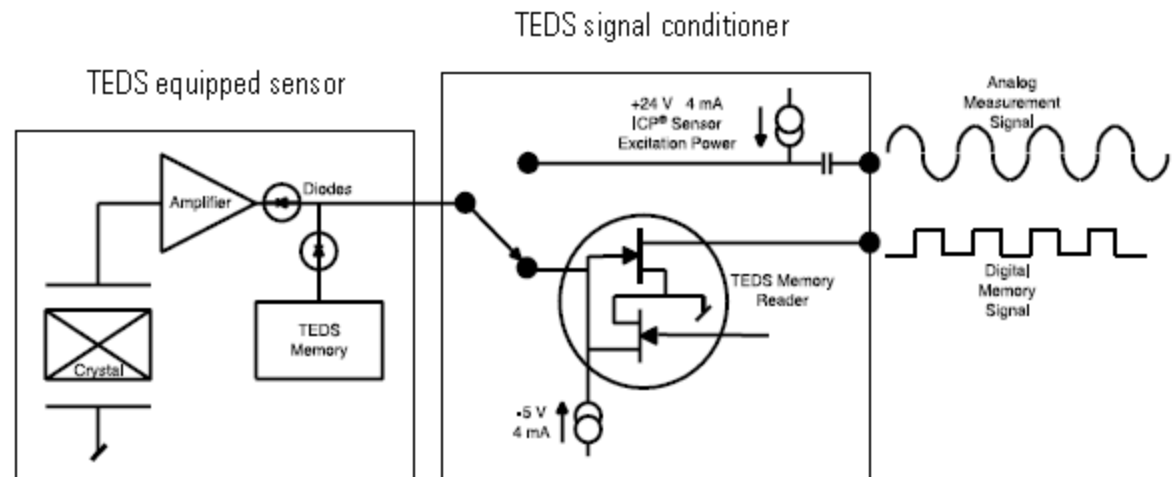 TEDS signal conditioner
TEDS equipped sensor
+24 V 4 mA
ICP® Sensor
Excitation Power
Analog
Measurement
Signal
Amplifier
Diodes
TEDS Memory
Reader
Digital
Memory
Signal
TEDS
Memory
Crystal
-5 V
4 mA